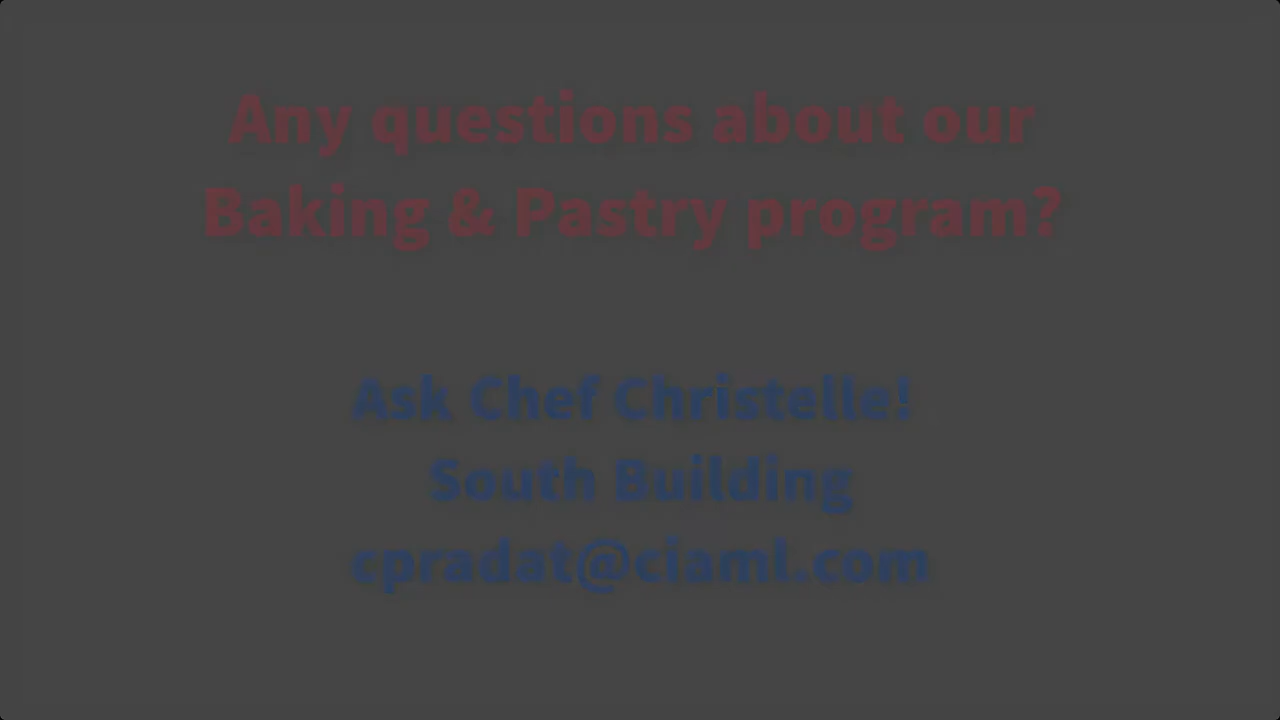 Any questions about our
Baking & Pastry program?
Ask Chef Christelle!
South Building
cpradat@ciaml.com